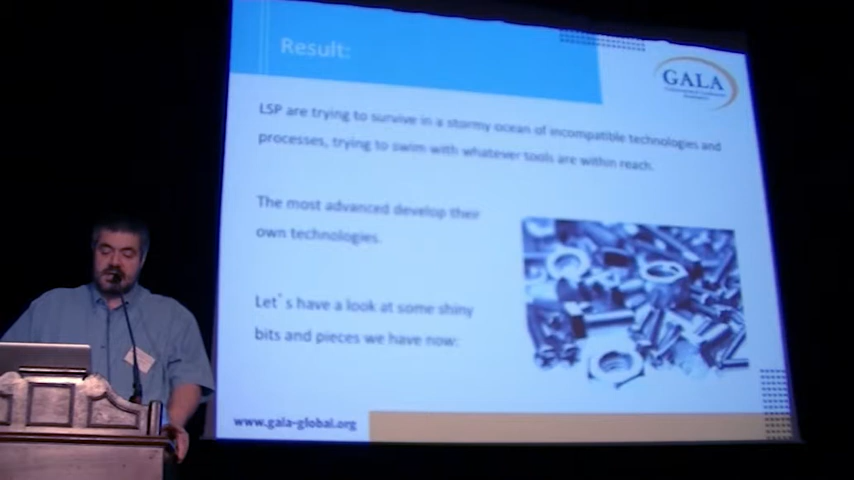 Result:
GALA
LSP are trying to survive in a stormy ocean of incompatible technologies and
processes, trying to swim with whatever tools are within reach.
The most advanced develop their
own technologies.
Let´s have a look at some shiny
bits and pieces we have now:
www.gala-global.org